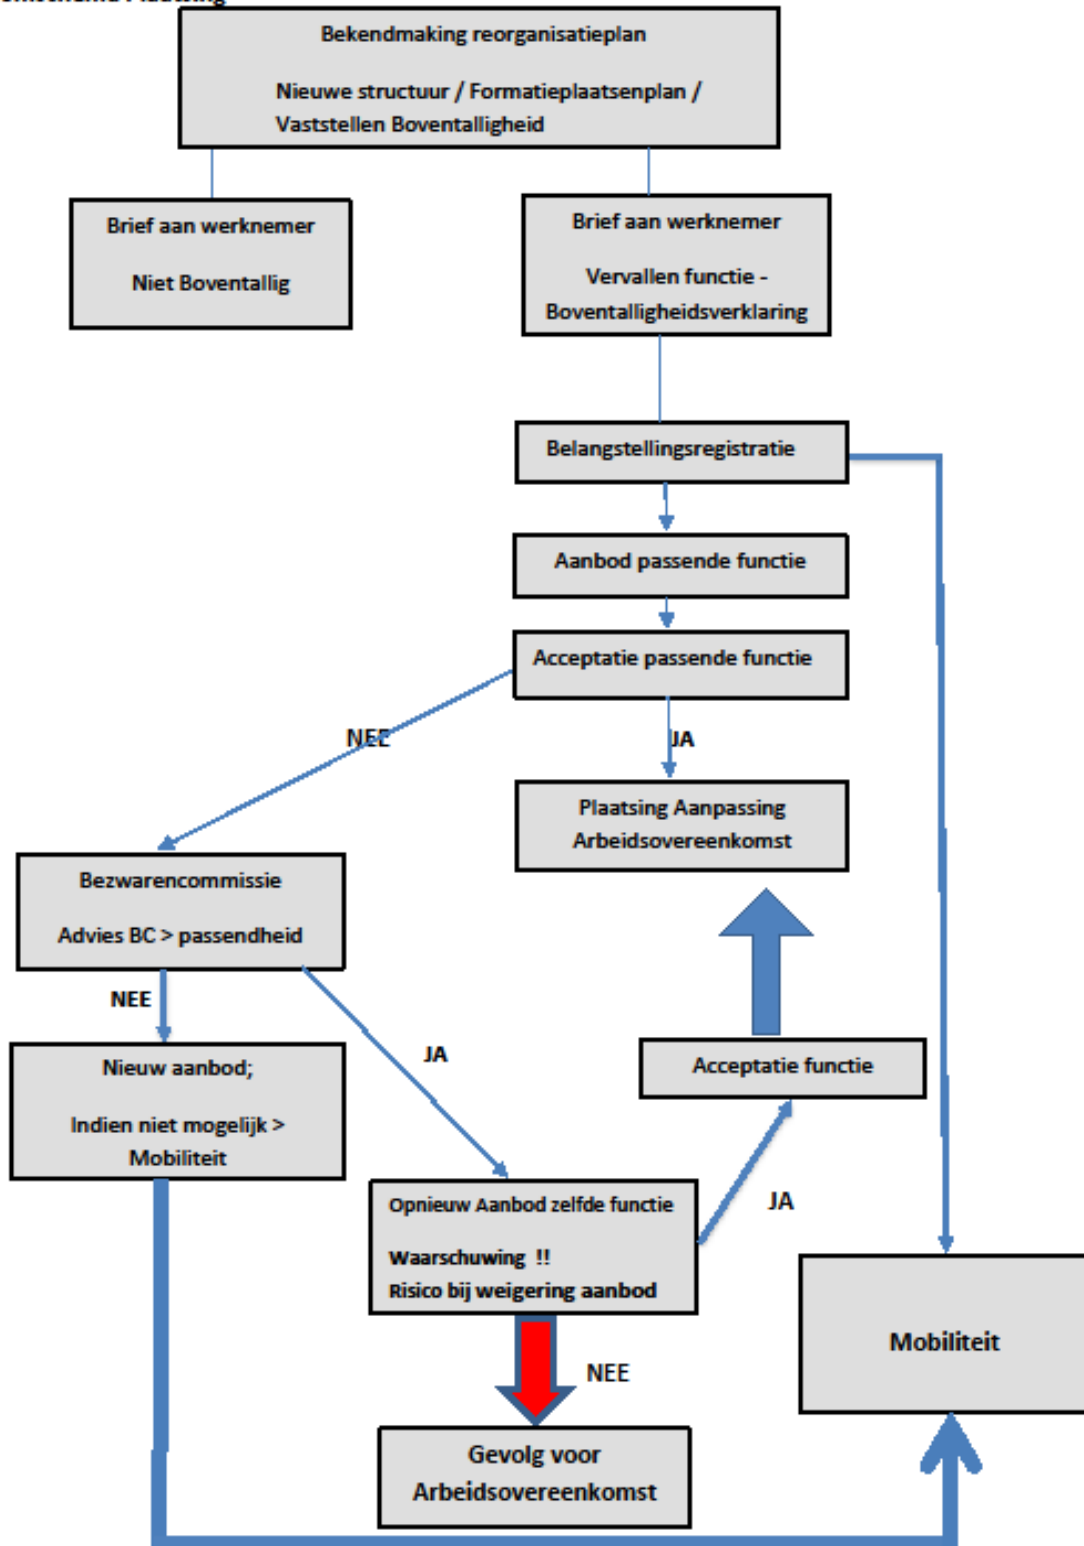 Plaatsing
Bekendmaking reorganisatieplan
Nieuwe structuur / Formatieplaatsenplan /
Vaststellen Boventalligheid
Brief aan werknemer
Niet Boventallig
Brief aan werknemer
Vervallen functie -
Boventalligheidsverklaring
Belangstellingsregistratie
Aanbod passende functie
Acceptatie passende functie
NEE
JA
Plaatsing Aanpassing
Arbeidsovereenkomst
Bezwarencommissie
Advies BC > passendheid
NEE
JA
Nieuw aanbod;
Indien niet mogelijk >
Mobiliteit
Acceptatie functie
JA
Opnieuw Aanbod zelfde functie
Waarschuwing !!
Risico bij weigering aanbod
NEE
Mobiliteit
Gevolg voor
Arbeidsovereenkomst